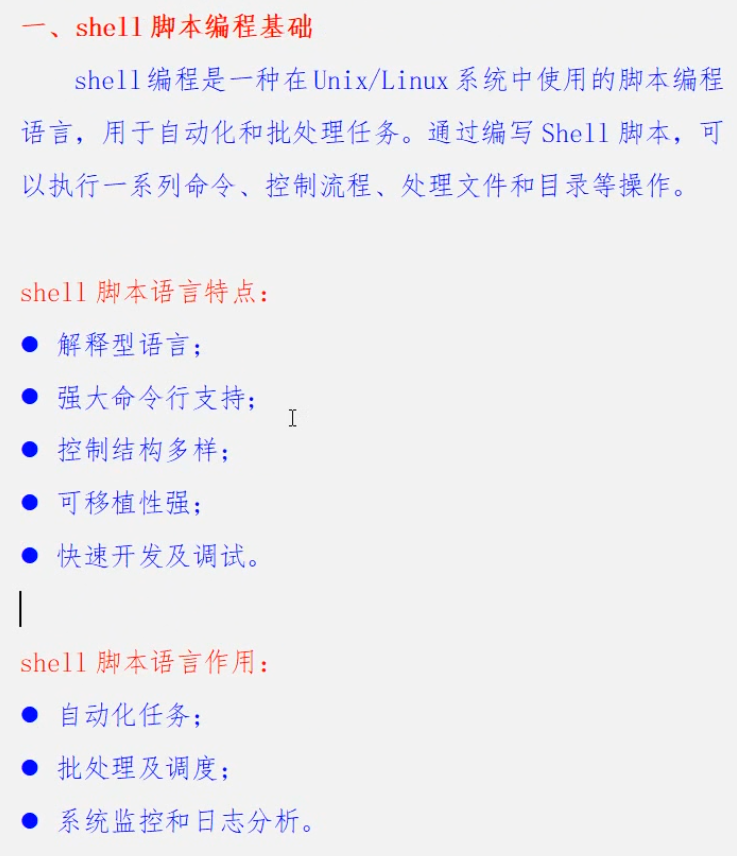 一、shell 脚本编程基础
shell 编程是一种在 Unix/Linux 系统中使用的脚本编程
语言，用于自动化和批处理任务。通过编写 Shell 脚本，可
以执行一系列命令、控制流程、处理文件和目录等操作。
shell 脚本语言特点：
● 解释型语言；
● 强大命令行支持；
● 控制结构多样；
● 可移植性强；
● 快速开发及调试。
shell 脚本语言作用：
● 自动化任务；
● 批处理及调度；
● 系统监控和日志分析。